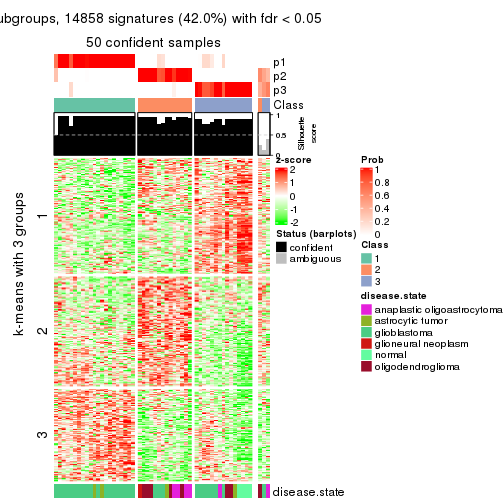 ubgroups, 14858 signatures (42.0%) with fdr < 0.05
50 confident samples
p1
p2
p3
Class
1
0.5
0
Silhouette
score
k-means with 3 groups
1
2
3
disease.state
z-score
2
1
0
-1
-2
Status (barplots)
confident
ambiguous
Prob
1
0.8
0.6
0.4
0.2
0
Class
1
2
3
disease.state
anaplastic oligoastrocytoma
astrocytic tumor
glioblastoma
glioneural neoplasm
normal
oligodendroglioma